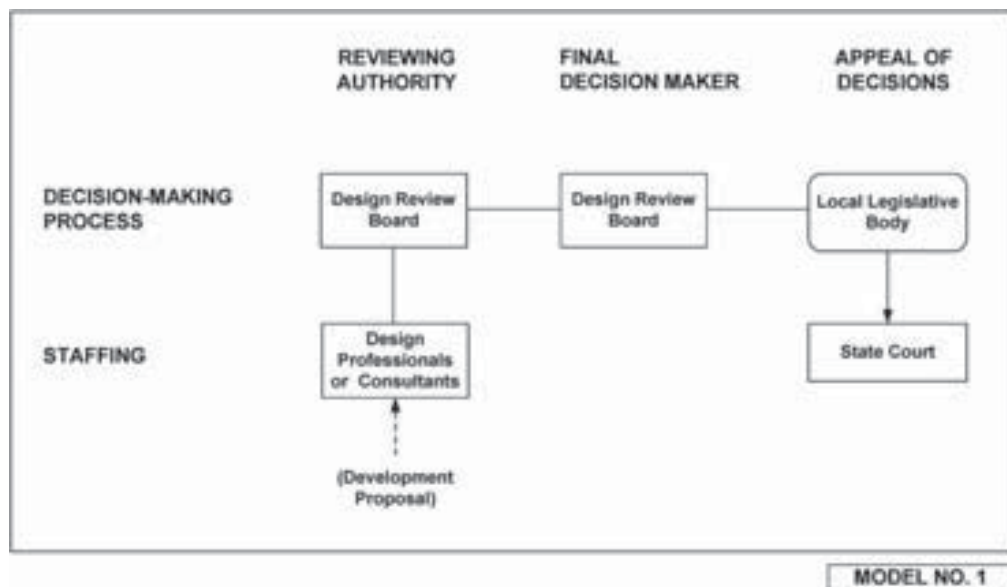 REVIEWING
AUTHORITY
FINAL
DECISION MAKER
APPEAL OF
DECISIONS
DECISION-MAKING
PROCESS
Design Review
Board
Design Review
Board
Local Legislative
Body
STAFFING
Design
Professionals
or Consultants
State Court
(Development
Proposal)
MODEL NO. 1